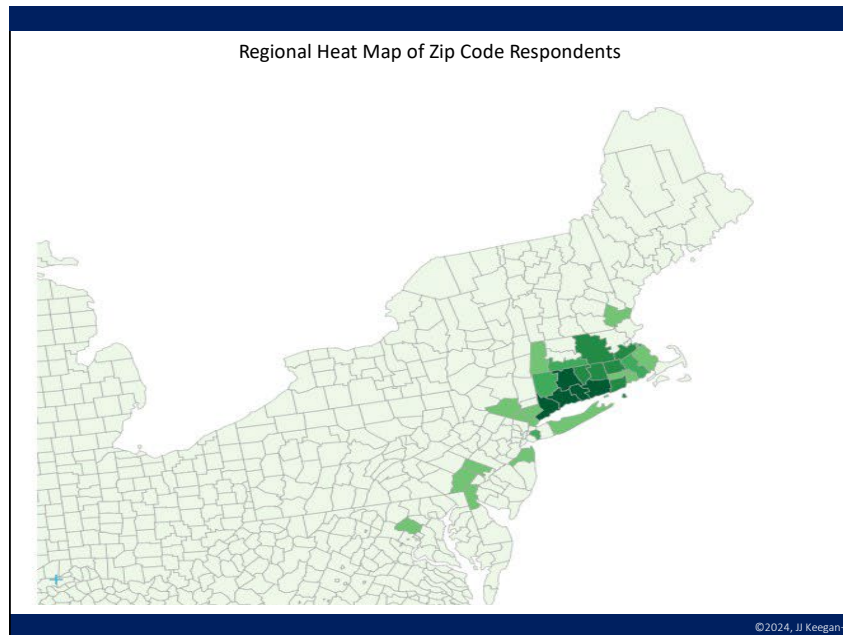 Regional Heat Map of Zip Code Respondents
©2024, JJ Keegan-